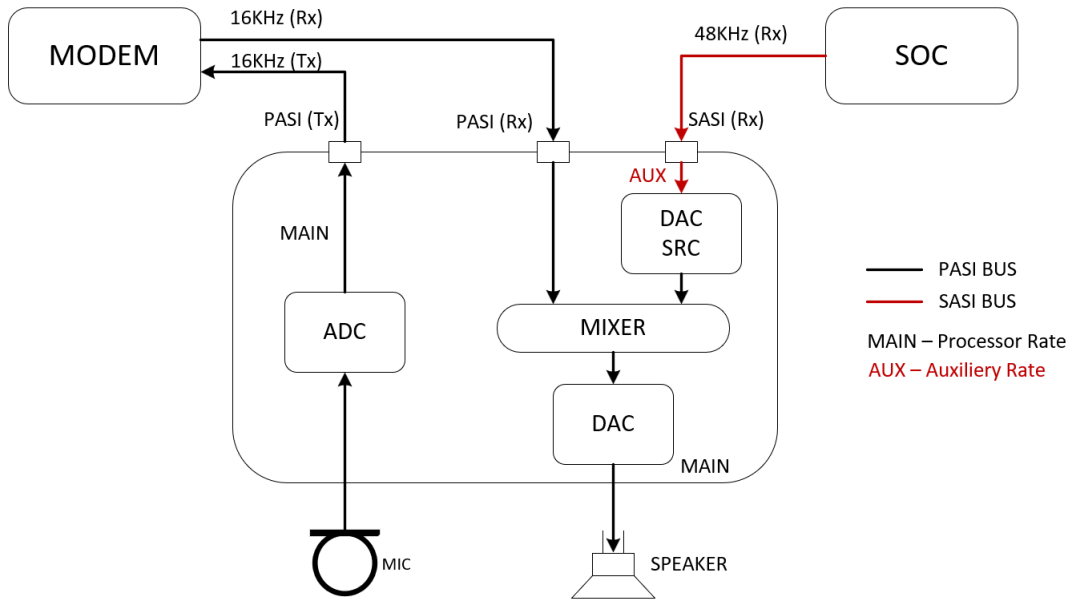 16KHz (Rx)
MODEM
16KHz (Tx)
48KHz (Rx)
SOC
PASI (Tx)
PASI (Rx)
SASI (Rx)
AUX
DAC
SRC
MAIN
PASI BUS
SASI BUS
MAIN – Processor Rate
AUX – Auxiliery Rate
ADC
MIXER
DAC
MAIN
MIC
SPEAKER